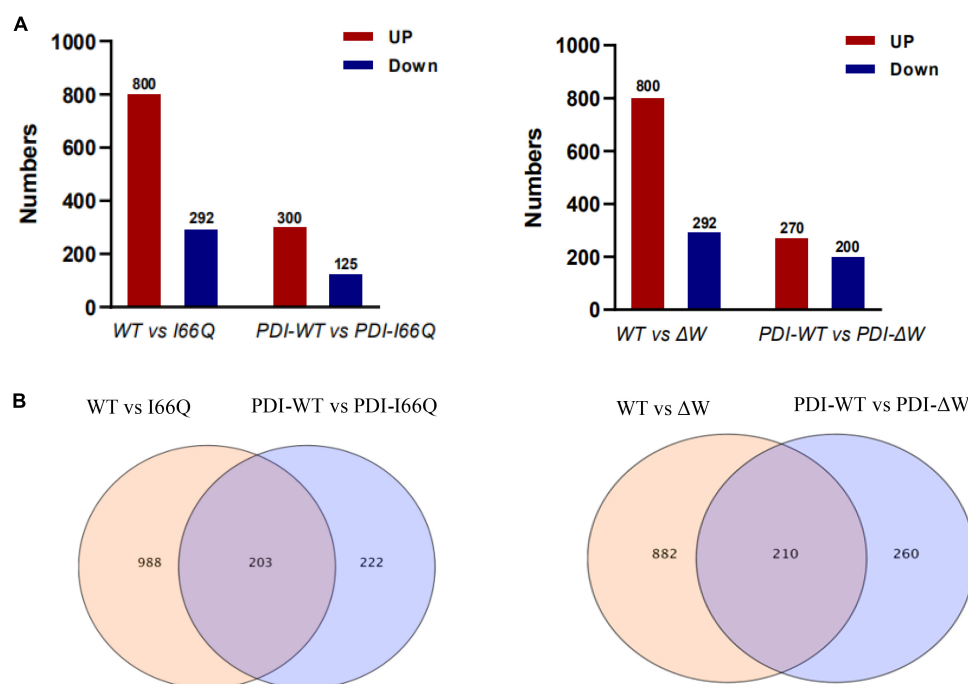 A
1000
800
600
400
200
0
Numbers
UP
Down
800
292
300
125
WT vs I66Q
PDI-WT vs PDI-I66Q
1000
800
600
400
200
0
Numbers
UP
Down
800
292
270
200
WT vs ΔW
PDI-WT vs PDI-ΔW
B
WT vs I66Q
PDI-WT vs PDI-I66Q
988
203
222
WT vs ΔW
PDI-WT vs PDI-ΔW
882
210
260